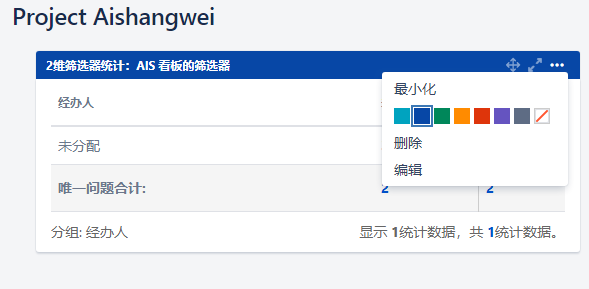 Project Aishangwei
2维筛选器统计：AIS 看板的筛选器
最小化
经办人
删除
未分配
编辑
唯一问题合计: 2 2
分组: 经办人 显示 1统计数据，共 1统计数据。